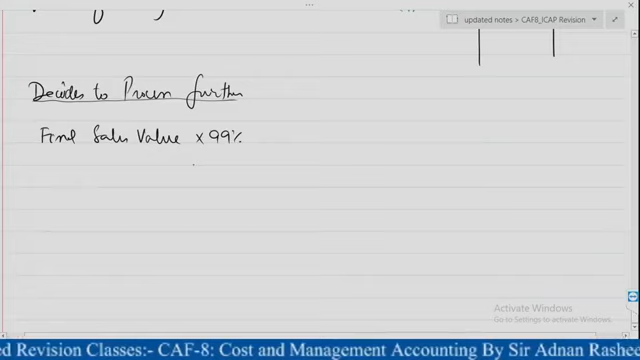 updated notes > CAF8_ICAP Revision
Decides to Process further
Final Sales Value × 99%
Activate Windows
Go to Settings to activate Windows.
ed Revision Classes:- CAF-8: Cost and Management Accounting By Sir Adnan Rashee